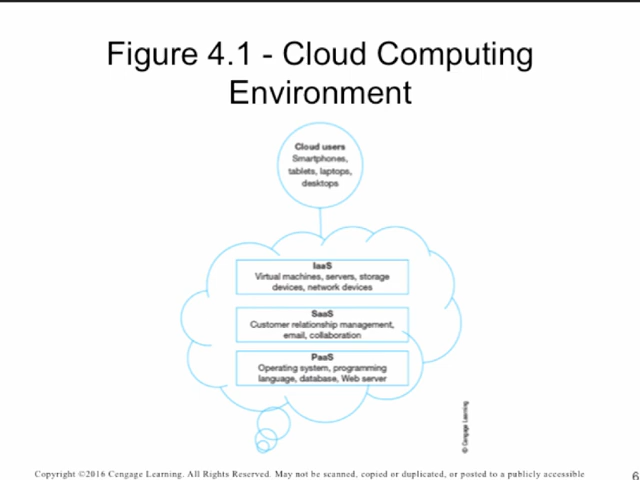 Figure 4.1 - Cloud Computing
Environment
Cloud users
Smartphones,
tablets, laptops,
desktops
IaaS
Virtual machines, servers, storage
devices, network devices
SaaS
Customer relationship management,
email, collaboration
PaaS
Operating system, programming
language, database, Web server
© Cengage Learning
Copyright ©2016 Cengage Learning. All Rights Reserved. May not be scanned, copied or duplicated, or posted to a publicly accessible
6